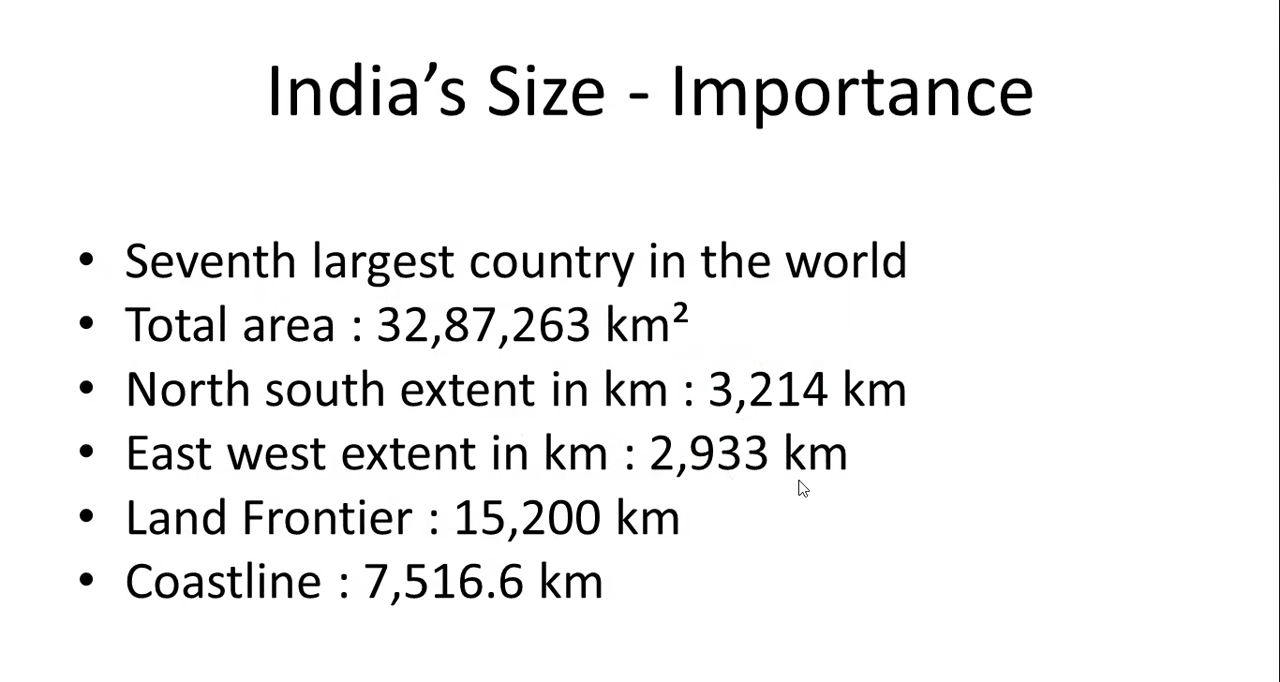 India’s Size - Importance
• Seventh largest country in the world
• Total area : 32,87,263 km²
• North south extent in km : 3,214 km
• East west extent in km : 2,933 km
• Land Frontier : 15,200 km
• Coastline : 7,516.6 km